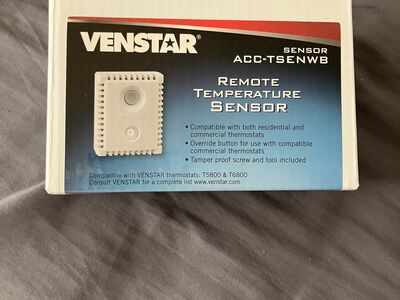 VENSTAR®
SENSOR
ACC-TSENWB
REMOTE
TEMPERATURE
SENSOR
• Compatible with both residential and
commercial thermostats
• Override button for use with compatible
commercial thermostats
• Tamper proof screw and tool included
Compatible with VENSTAR thermostats: T5800 & T6800
Consult VENSTAR for a complete list www.venstar.com